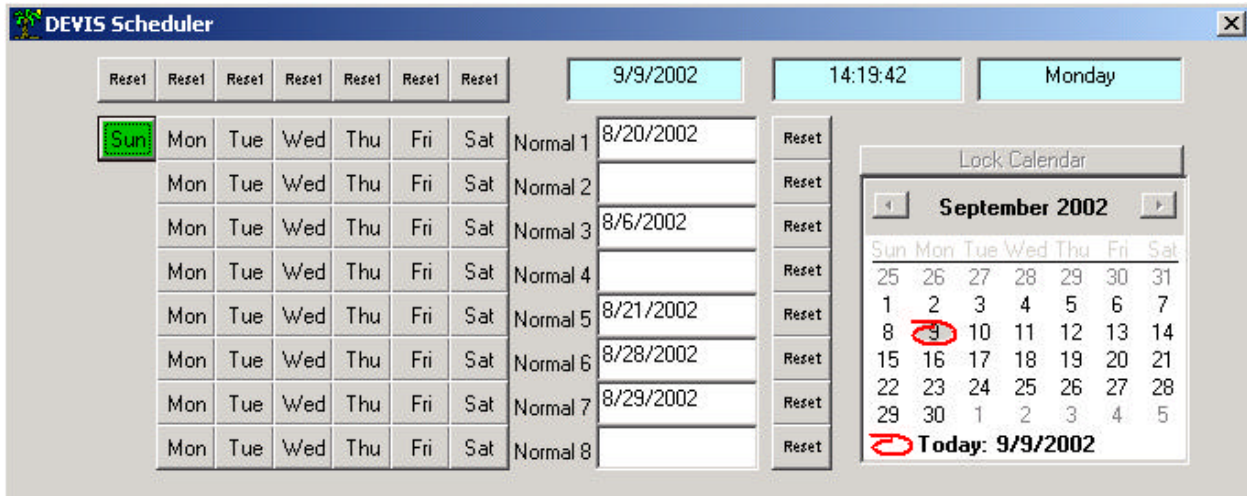 DEVIS Scheduler
Reset Reset Reset Reset Reset Reset Reset 9/9/2002 14:19:42 Monday
Sun Mon Tue Wed Thu Fri Sat Normal 1 8/20/2002 Reset
Mon Tue Wed Thu Fri Sat Normal 2 Reset
Mon Tue Wed Thu Fri Sat Normal 3 8/6/2002 Reset
Mon Tue Wed Thu Fri Sat Normal 4 Reset
Mon Tue Wed Thu Fri Sat Normal 5 8/21/2002 Reset
Mon Tue Wed Thu Fri Sat Normal 6 8/28/2002 Reset
Mon Tue Wed Thu Fri Sat Normal 7 8/29/2002 Reset
Mon Tue Wed Thu Fri Sat Normal 8 Reset
Lock Calendar
September 2002
Sun Mon Tue Wed Thu Fri Sat
25 26 27 28 29 30 31
1 2 3 4 5 6 7
8 9 10 11 12 13 14
15 16 17 18 19 20 21
22 23 24 25 26 27 28
29 30 1 2 3 4 5
Today: 9/9/2002